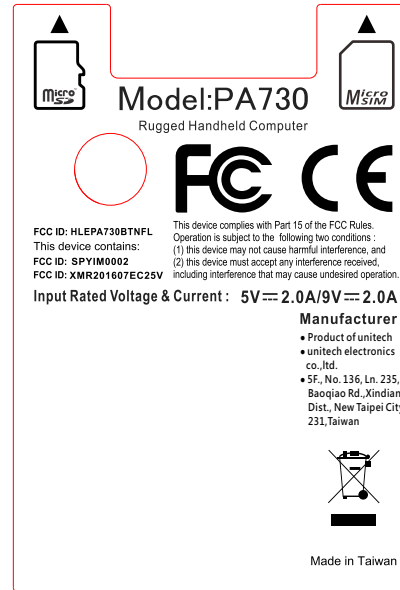 micro
SD
Micro
SIM
Model:PA730
Rugged Handheld Computer
FC CE
FCC ID: HLEPA730BTNFL
This device contains:
FCC ID: SPYIM0002
FCC ID: XMR201607EC25V
This device complies with Part 15 of the FCC Rules.
Operation is subject to the following two conditions :
(1) this device may not cause harmful interference, and
(2) this device must accept any interference received,
including interference that may cause undesired operation.
Input Rated Voltage & Current : 5V⎓2.0A/9V⎓2.0A
Manufacturer
• Product of unitech
• unitech electronics
co.,ltd.
• 5F., No. 136, Ln. 235,
Baoqiao Rd.,Xindian
Dist., New Taipei City
231,Taiwan
Made in Taiwan